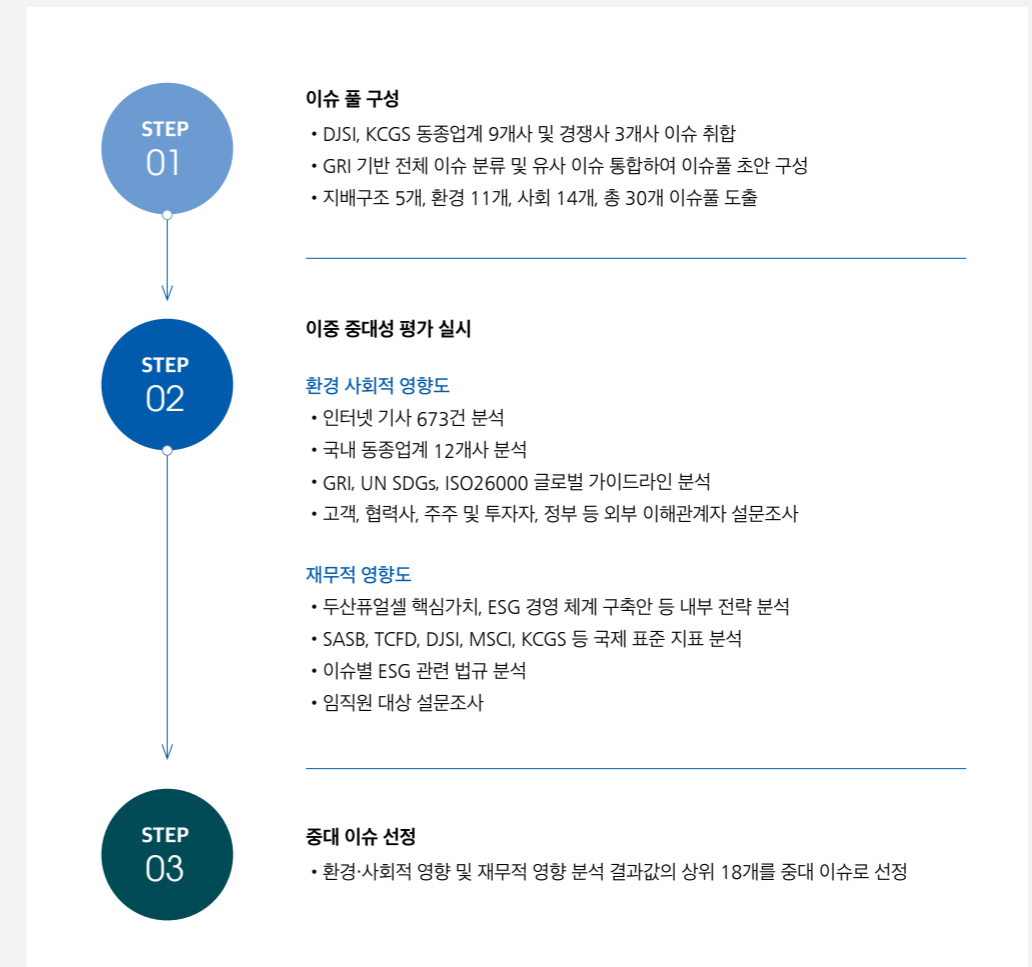 STEP
01
이슈 풀 구성
• DJSI, KCGS 동종업계 9개사 및 경쟁사 3개사 이슈 취합
• GRI 기반 전체 이슈 분류 및 유사 이슈 통합하여 이슈풀 초안 구성
• 지배구조 5개, 환경 11개, 사회 14개, 총 30개 이슈풀 도출
STEP
02
이중 중대성 평가 실시
환경 사회적 영향도
• 인터넷 기사 673건 분석
• 국내 동종업계 12개사 분석
• GRI, UN SDGs, ISO26000 글로벌 가이드라인 분석
• 고객, 협력사, 주주 및 투자자, 정부 등 외부 이해관계자 설문조사
재무적 영향도
• 두산퓨얼셀 핵심가치, ESG 경영 체계 구축안 등 내부 전략 분석
• SASB, TCFD, DJSI, MSCI, KCGS 등 국제 표준 지표 분석
• 이슈별 ESG 관련 법규 분석
• 임직원 대상 설문조사
STEP
03
중대 이슈 선정
• 환경·사회적 영향 및 재무적 영향 분석 결과값의 상위 18개를 중대 이슈로 선정